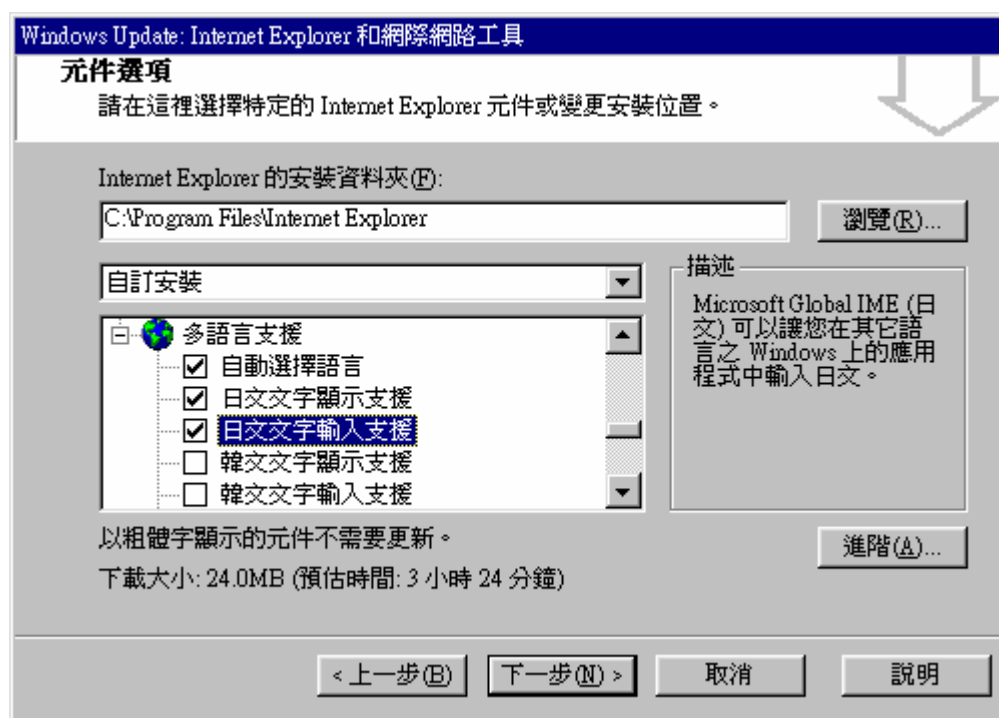 Windows Update: Internet Explorer 和網際網路工具
元件選項
請在這裡選擇特定的 Internet Explorer 元件或變更安裝位置。
Internet Explorer 的安裝資料夾(F):
C:\Program Files\Internet Explorer
瀏覽(R)...
自訂安裝
多語言支援
自動選擇語言
日文文字顯示支援
日文文字輸入支援
韓文文字顯示支援
韓文文字輸入支援
描述
Microsoft Global IME (日
文) 可以讓您在其它語
言之 Windows 上的應用
程式中輸入日文。
以粗體字顯示的元件不需要更新。
進階(A)...
下載大小: 24.0MB (預估時間: 3 小時 24 分鐘)
< 上一步(B)
下一步(N) >
取消
說明